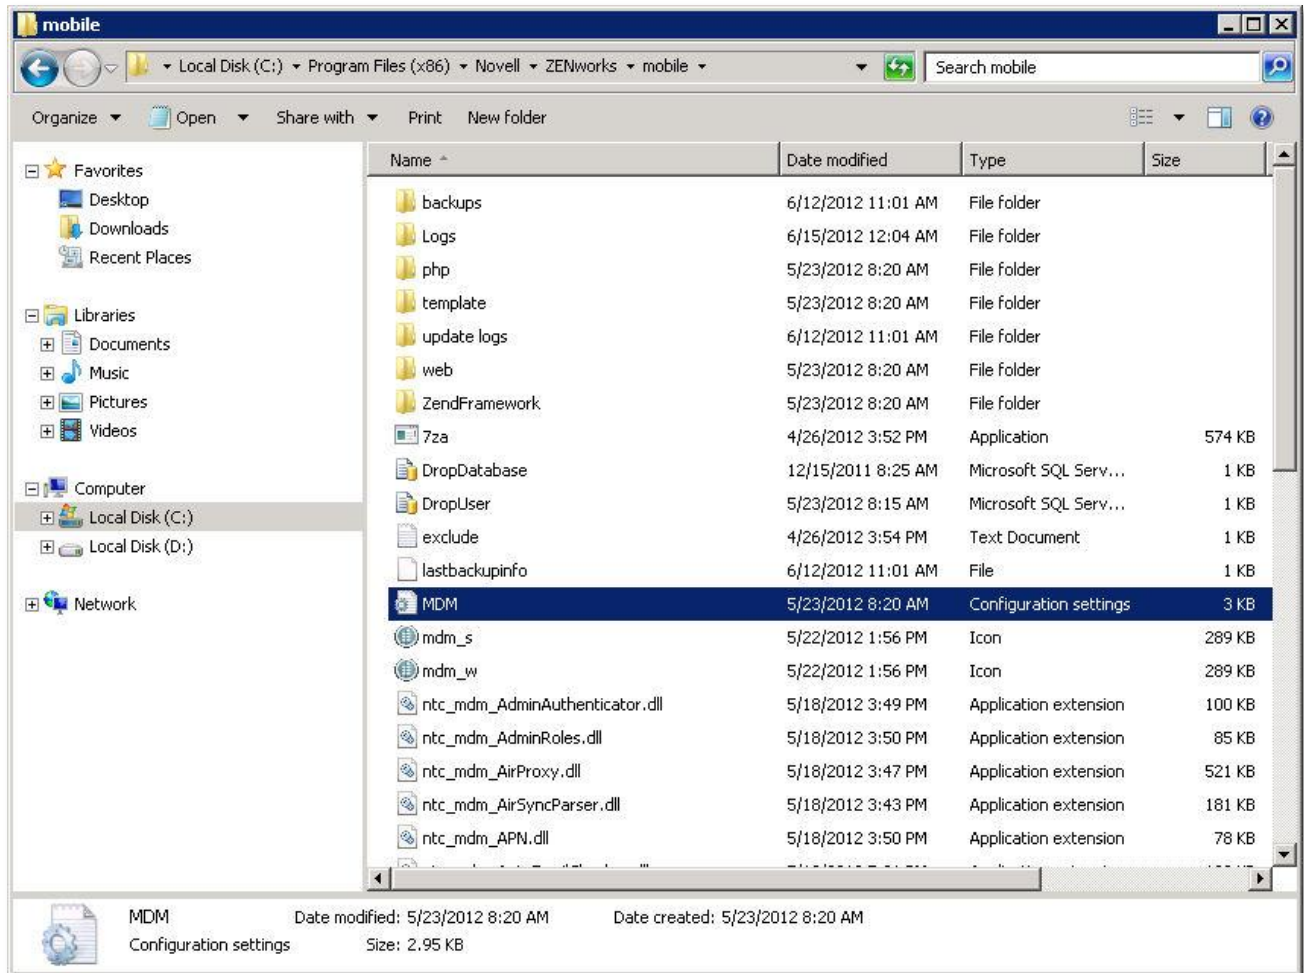 mobile
Local Disk (C:) Program Files (x86) Novell ZENworks mobile Search mobile
Organize Open Share with Print New folder
Favorites
Desktop
Downloads
Recent Places
Libraries
Documents
Music
Pictures
Videos
Computer
Local Disk (C:)
Local Disk (D:)
Network
Name Date modified Type Size
backups 6/12/2012 11:01 AM File folder
Logs 6/15/2012 12:04 AM File folder
php 5/23/2012 8:20 AM File folder
template 5/23/2012 8:20 AM File folder
update logs 6/12/2012 11:01 AM File folder
web 5/23/2012 8:20 AM File folder
ZendFramework 5/23/2012 8:20 AM File folder
7za 4/26/2012 3:52 PM Application 574 KB
DropDatabase 12/15/2011 8:25 AM Microsoft SQL Serv... 1 KB
DropUser 5/23/2012 8:15 AM Microsoft SQL Serv... 1 KB
exclude 4/26/2012 3:54 PM Text Document 1 KB
lastbackupinfo 6/12/2012 11:01 AM File 1 KB
MDM 5/23/2012 8:20 AM Configuration settings 3 KB
mdm_s 5/22/2012 1:56 PM Icon 289 KB
mdm_w 5/22/2012 1:56 PM Icon 289 KB
ntc_mdm_AdminAuthenticator.dll 5/18/2012 3:49 PM Application extension 100 KB
ntc_mdm_AdminRoles.dll 5/18/2012 3:50 PM Application extension 85 KB
ntc_mdm_AirProxy.dll 5/18/2012 3:47 PM Application extension 521 KB
ntc_mdm_AirSyncParser.dll 5/18/2012 3:43 PM Application extension 181 KB
ntc_mdm_APN.dll 5/18/2012 3:50 PM Application extension 78 KB
MDM Date modified: 5/23/2012 8:20 AM Date created: 5/23/2012 8:20 AM
Configuration settings Size: 2.95 KB